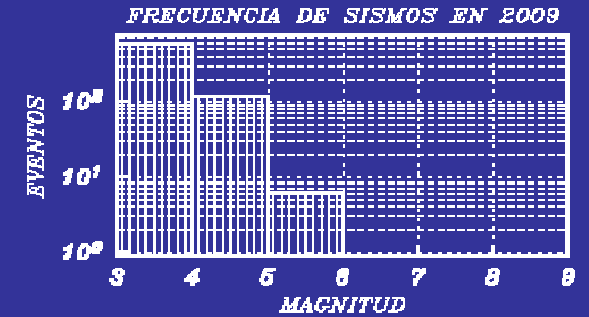 FRECUENCIA DE SISMOS EN 2009
EVENTOS
10²
10¹
10⁰
3 4 5 6 7 8 9
MAGNITUD